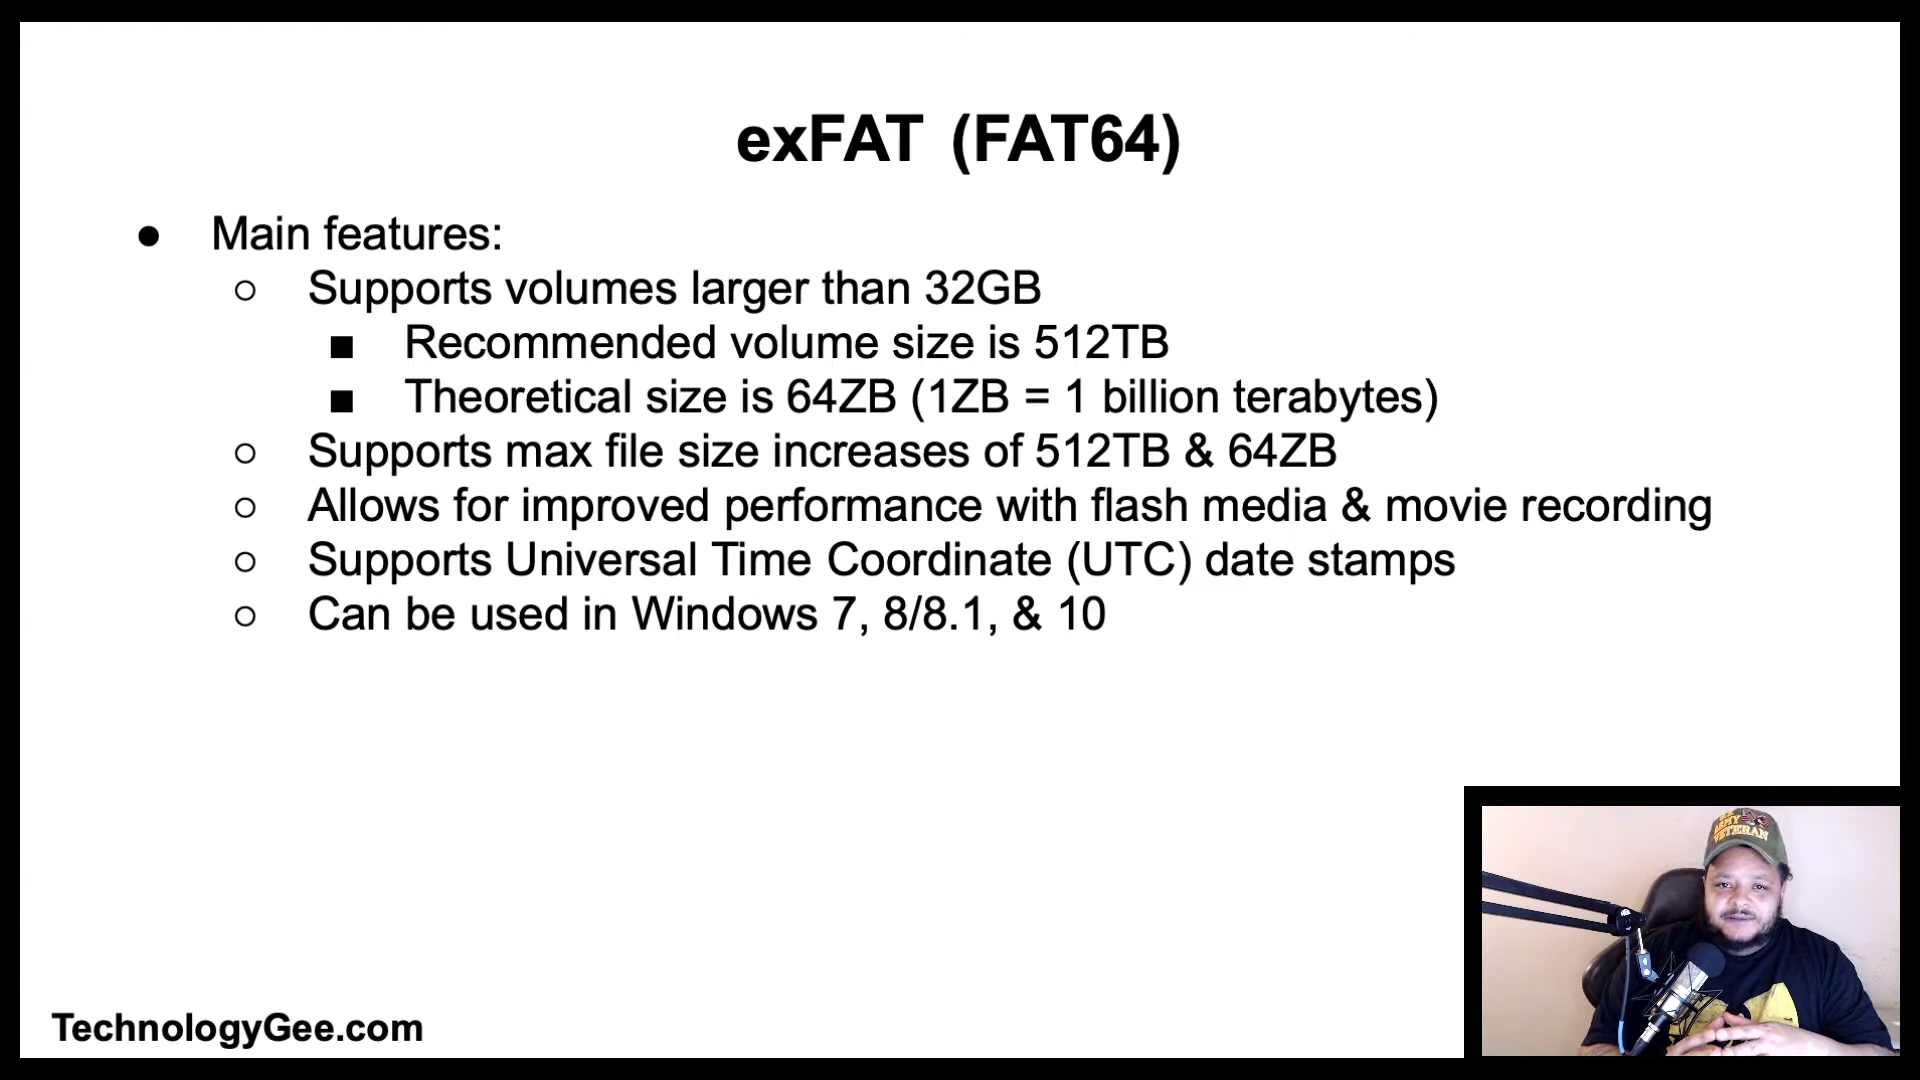 exFAT (FAT64)
● Main features:
○ Supports volumes larger than 32GB
■ Recommended volume size is 512TB
■ Theoretical size is 64ZB (1ZB = 1 billion terabytes)
○ Supports max file size increases of 512TB & 64ZB
○ Allows for improved performance with flash media & movie recording
○ Supports Universal Time Coordinate (UTC) date stamps
○ Can be used in Windows 7, 8/8.1, & 10
ARMY
VETERAN
TechnologyGee.com